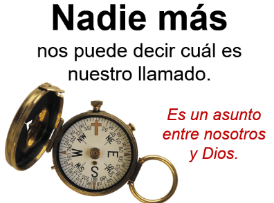 Nadie más
nos puede decir cuál es
nuestro llamado.
Es un asunto
entre nosotros
y Dios.
W
E
S